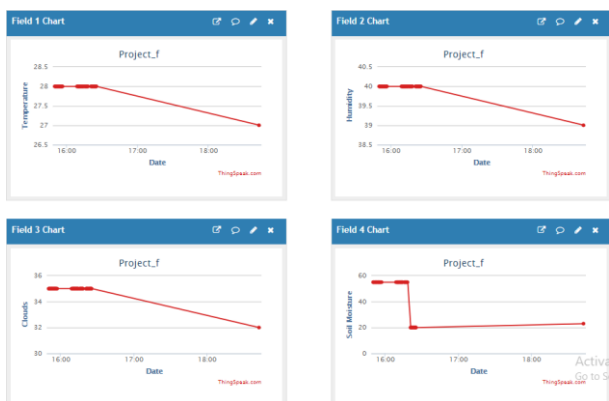 Field 1 Chart
Project_f
28.5
28
27.5
27
26.5
Temperature
16:00 17:00 18:00
Date
ThingSpeak.com
Field 2 Chart
Project_f
40.5
40
39.5
39
38.5
Humidity
16:00 17:00 18:00
Date
ThingSpeak.com
Field 3 Chart
Project_f
36
34
32
30
Clouds
16:00 17:00 18:00
Date
ThingSpeak.com
Field 4 Chart
Project_f
60
40
20
0
Soil Moisture
16:00 17:00 18:00
Date
ThingSpeak.com
Activa
Go to S